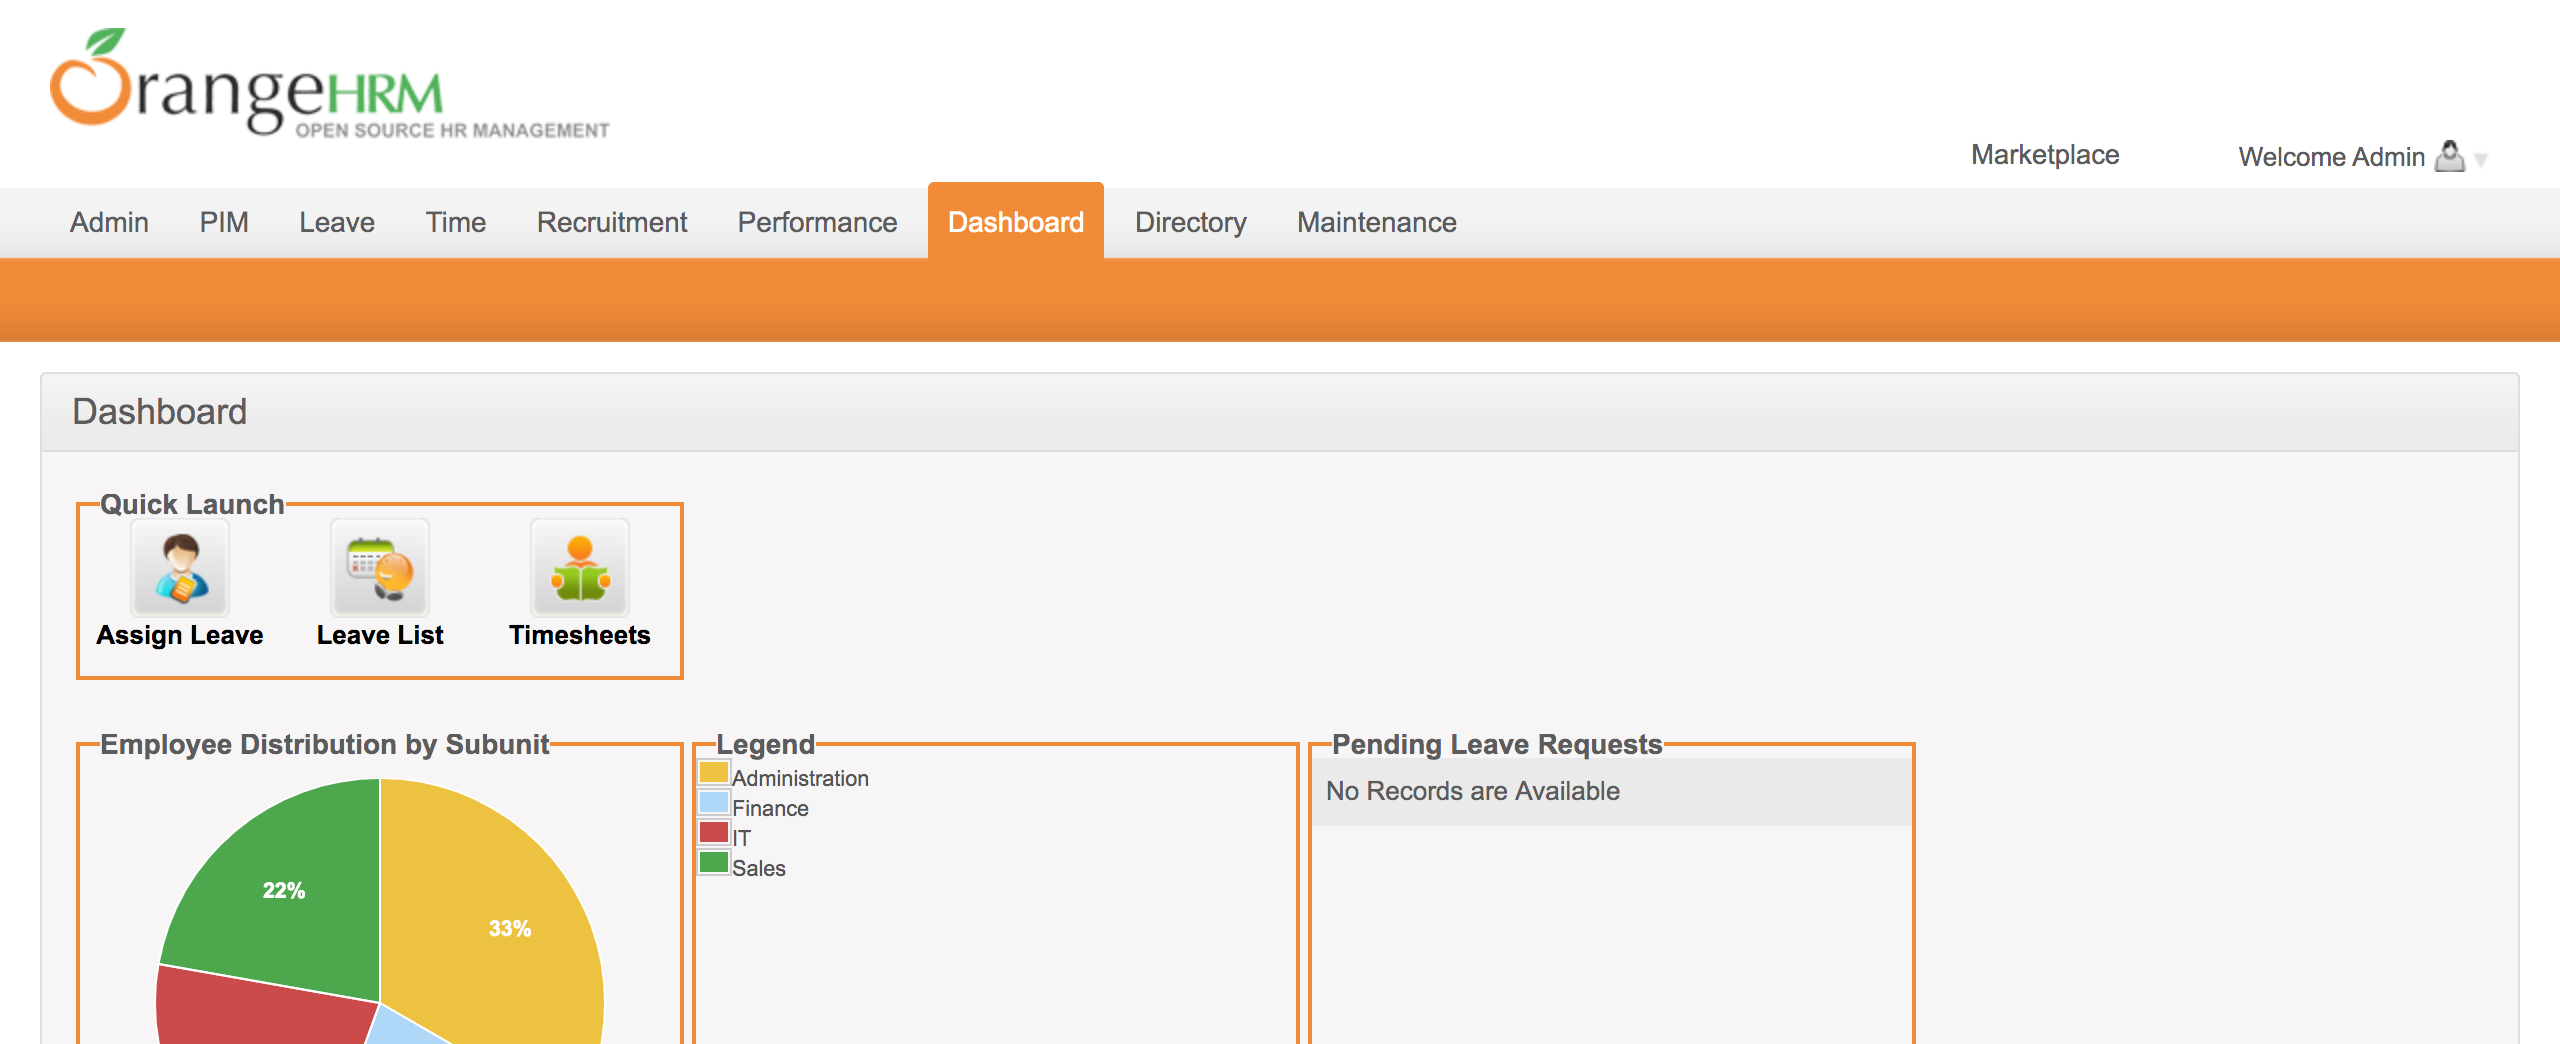 OrangeHRM
OPEN SOURCE HR MANAGEMENT
Marketplace
Welcome Admin
Admin PIM Leave Time Recruitment Performance Dashboard Directory Maintenance
Dashboard
Quick Launch
Assign Leave Leave List Timesheets
Employee Distribution by Subunit
22%
33%
Legend
Administration
Finance
IT
Sales
Pending Leave Requests
No Records are Available